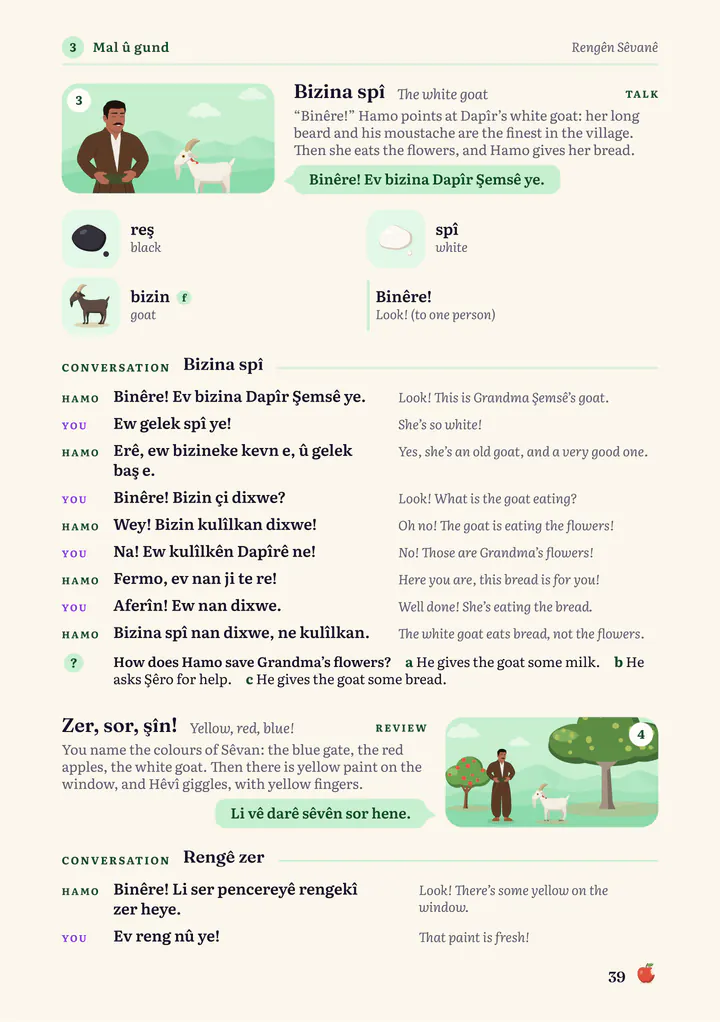 3 Mal û gund
Rengên Sêvanê
3
Bizina spî The white goat TALK
“Binêre!” Hamo points at Dapîr’s white goat: her long
beard and his moustache are the finest in the village.
Then she eats the flowers, and Hamo gives her bread.
Binêre! Ev bizina Dapîr Şemsê ye.
reş
black
spî
white
bizin f
goat
Binêre!
Look! (to one person)
CONVERSATION Bizina spî
HAMO Binêre! Ev bizina Dapîr Şemsê ye. Look! This is Grandma Şemsê’s goat.
YOU Ew gelek spî ye! She’s so white!
HAMO Erê, ew bizineke kevn e, û gelek Yes, she’s an old goat, and a very good one.
baş e.
YOU Binêre! Bizin çi dixwe? Look! What is the goat eating?
HAMO Wey! Bizin kulîlkan dixwe! Oh no! The goat is eating the flowers!
YOU Na! Ew kulîlkên Dapîrê ne! No! Those are Grandma’s flowers!
HAMO Fermo, ev nan ji te re! Here you are, this bread is for you!
YOU Aferîn! Ew nan dixwe. Well done! She’s eating the bread.
HAMO Bizina spî nan dixwe, ne kulîlkan. The white goat eats bread, not the flowers.
? How does Hamo save Grandma’s flowers? a He gives the goat some milk. b He
asks Şêro for help. c He gives the goat some bread.
Zer, sor, şîn! Yellow, red, blue! REVIEW
You name the colours of Sêvan: the blue gate, the red
apples, the white goat. Then there is yellow paint on the
window, and Hêvî giggles, with yellow fingers.
Li vê darê sêvên sor hene.
4
CONVERSATION Rengê zer
HAMO Binêre! Li ser pencereyê rengekî Look! There’s some yellow on the
zer heye. window.
YOU Ev reng nû ye! That paint is fresh!
39